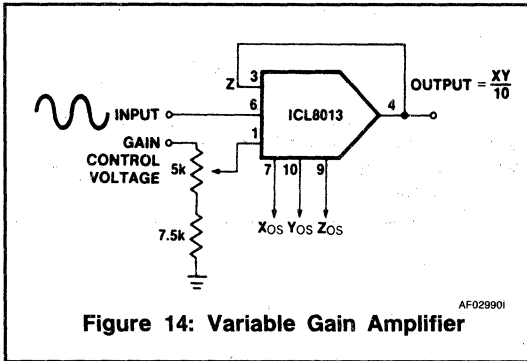 3
Z
OUTPUT = XY/10
INPUT
6
ICL8013
4
GAIN
CONTROL
VOLTAGE
1
5k
7 10 9
7.5k
XOS YOS ZOS
AF02990I
Figure 14: Variable Gain Amplifier